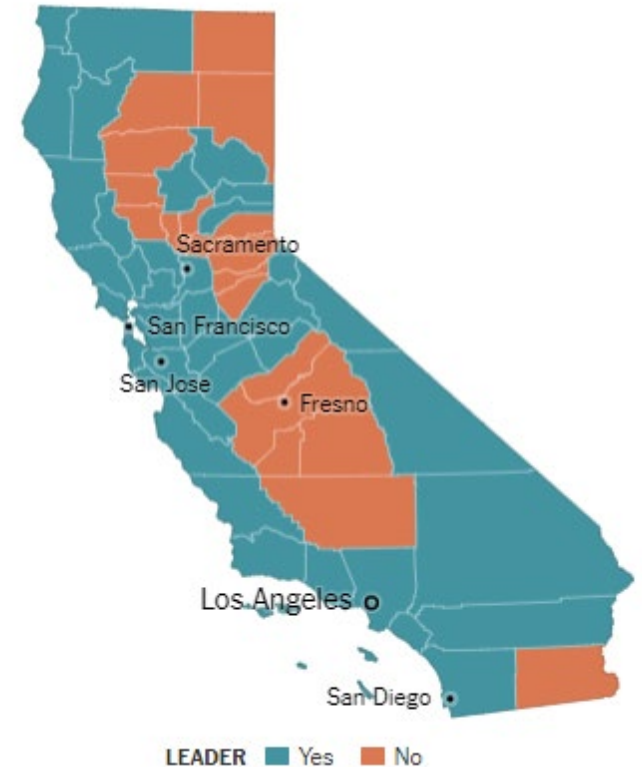 Sacramento
San Francisco
San Jose
Fresno
Los Angeles
San Diego
LEADER Yes No